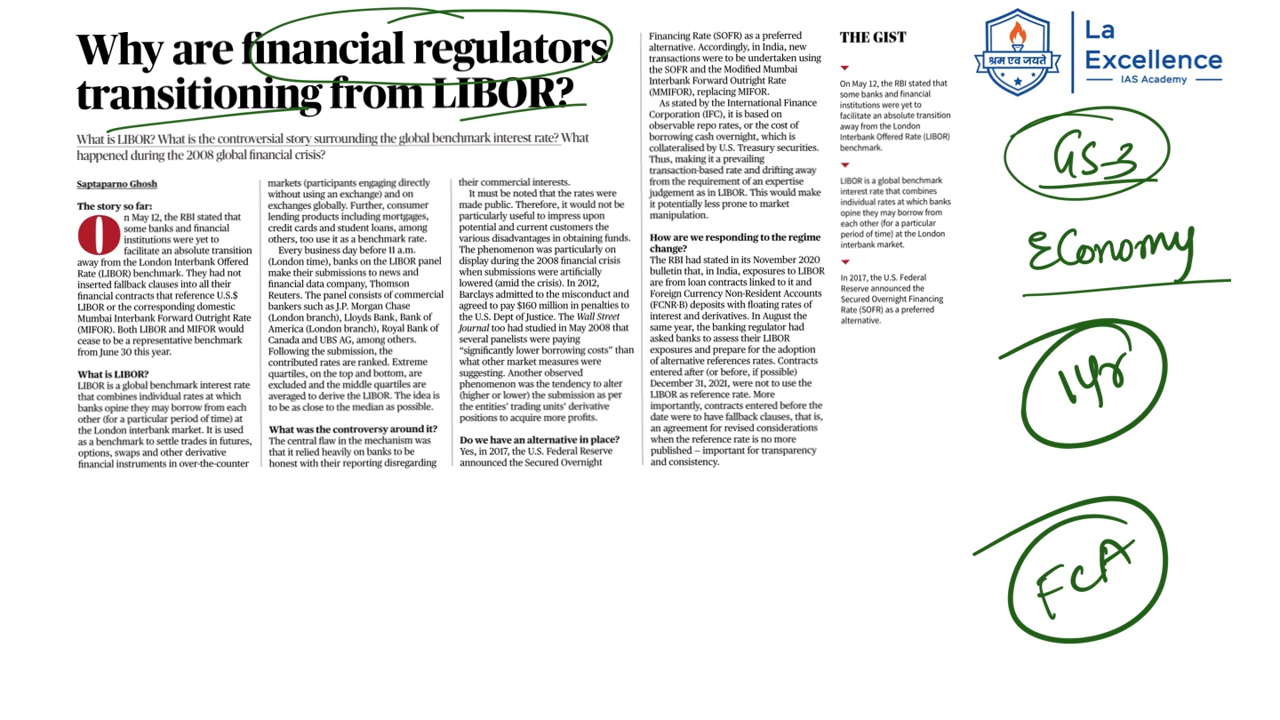 Why are financial regulators
transitioning from LIBOR?
What is LIBOR? What is the controversial story surrounding the global benchmark interest rate? What
happened during the 2008 global financial crisis?
Saptaparno Ghosh
The story so far:
On May 12, the RBI stated that
some banks and financial
institutions were yet to
facilitate an absolute transition
away from the London Interbank Offered
Rate (LIBOR) benchmark. They had not
inserted fallback clauses into all their
financial contracts that reference U.S.$
LIBOR or the corresponding domestic
Mumbai Interbank Forward Outright Rate
(MIFOR). Both LIBOR and MIFOR would
cease to be a representative benchmark
from June 30 this year.
What is LIBOR?
LIBOR is a global benchmark interest rate
that combines individual rates at which
banks opine they may borrow from each
other (for a particular period of time) at
the London interbank market. It is used
as a benchmark to settle trades in futures,
options, swaps and other derivative
financial instruments in over-the-counter
markets (participants engaging directly
without using an exchange) and on
exchanges globally. Further, consumer
lending products including mortgages,
credit cards and student loans, among
others, too use it as a benchmark rate.
Every business day before 11 a.m.
(London time), banks on the LIBOR panel
make their submissions to news and
financial data company, Thomson
Reuters. The panel consists of commercial
bankers such as J.P. Morgan Chase
(London branch), Lloyds Bank, Bank of
America (London branch), Royal Bank of
Canada and UBS AG, among others.
Following the submission, the
contributed rates are ranked. Extreme
quartiles, on the top and bottom, are
excluded and the middle quartiles are
averaged to derive the LIBOR. The idea is
to be as close to the median as possible.
What was the controversy around it?
The central flaw in the mechanism was
that it relied heavily on banks to be
honest with their reporting disregarding
their commercial interests.
It must be noted that the rates were
made public. Therefore, it would not be
particularly useful to impress upon
potential and current customers the
various disadvantages in obtaining funds.
The phenomenon was particularly on
display during the 2008 financial crisis
when submissions were artificially
lowered (amid the crisis). In 2012,
Barclays admitted to the misconduct and
agreed to pay $160 million in penalties to
the U.S. Dept of Justice. The Wall Street
Journal too had studied in May 2008 that
several panelists were paying
“significantly lower borrowing costs” than
what other market measures were
suggesting. Another observed
phenomenon was the tendency to alter
(higher or lower) the submission as per
the entities’ trading units’ derivative
positions to acquire more profits.
Do we have an alternative in place?
Yes, in 2017, the U.S. Federal Reserve
announced the Secured Overnight
Financing Rate (SOFR) as a preferred
alternative. Accordingly, in India, new
transactions were to be undertaken using
the SOFR and the Modified Mumbai
Interbank Forward Outright Rate
(MMIFOR), replacing MIFOR.
As stated by the International Finance
Corporation (IFC), it is based on
observable repo rates, or the cost of
borrowing cash overnight, which is
collateralised by U.S. Treasury securities.
Thus, making it a prevailing
transaction-based rate and drifting away
from the requirement of an expertise
judgement as in LIBOR. This would make
it potentially less prone to market
manipulation.
How are we responding to the regime
change?
The RBI had stated in its November 2020
bulletin that, in India, exposures to LIBOR
are from loan contracts linked to it and
Foreign Currency Non-Resident Accounts
(FCNR-B) deposits with floating rates of
interest and derivatives. In August the
same year, the banking regulator had
asked banks to assess their LIBOR
exposures and prepare for the adoption
of alternative references rates. Contracts
entered after (or before, if possible)
December 31, 2021, were not to use the
LIBOR as reference rate. More
importantly, contracts entered before the
date were to have fallback clauses, that is,
an agreement for revised considerations
when the reference rate is no more
published – important for transparency
and consistency.
THE GIST
On May 12, the RBI stated that
some banks and financial
institutions were yet to
facilitate an absolute transition
away from the London
Interbank Offered Rate (LIBOR)
benchmark.
LIBOR is a global benchmark
interest rate that combines
individual rates at which banks
opine they may borrow from
each other (for a particular
period of time) at the London
interbank market.
In 2017, the U.S. Federal
Reserve announced the
Secured Overnight Financing
Rate (SOFR) as a preferred
alternative.
श्रम एव जयते
La
Excellence
IAS Academy
GS-3
Economy
14yr
FCA